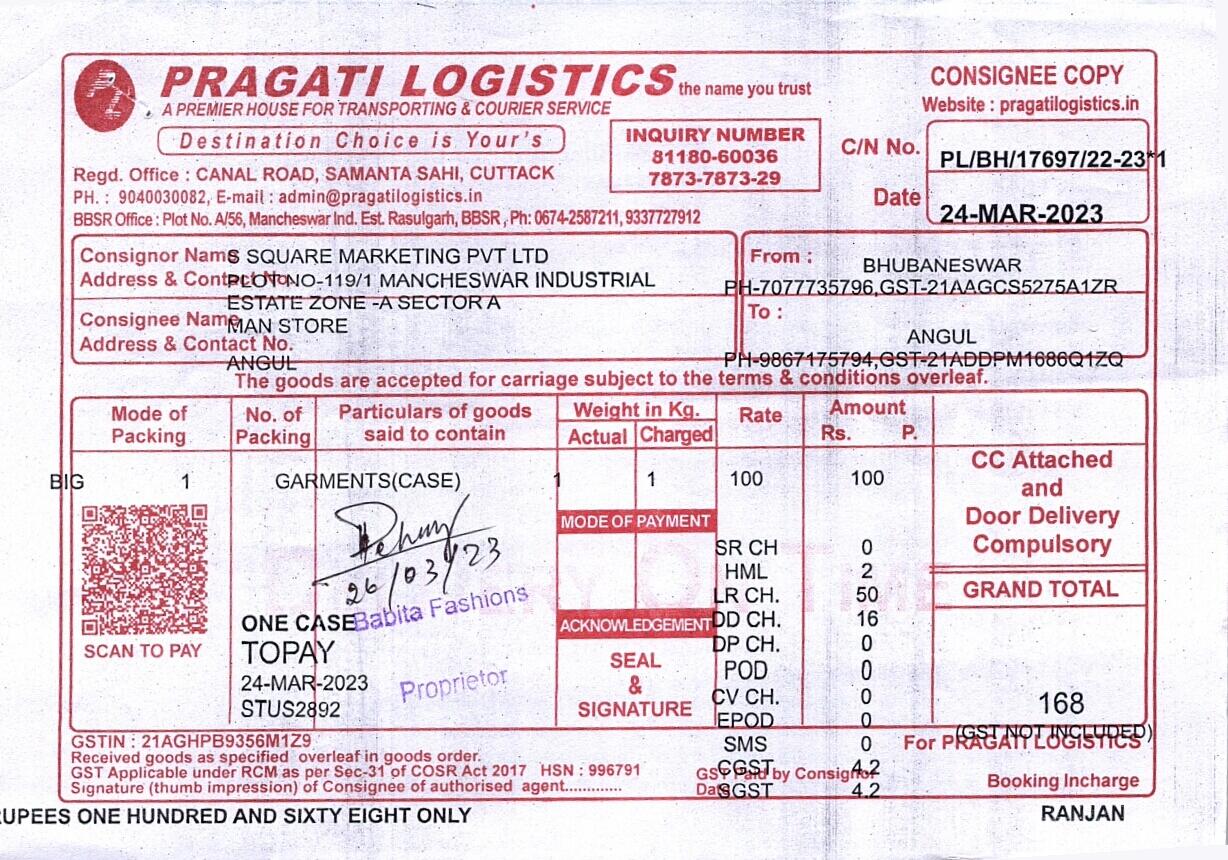 PRAGATI LOGISTICS the name you trust
A PREMIER HOUSE FOR TRANSPORTING & COURIER SERVICE
Destination Choice is Your's
Regd. Office : CANAL ROAD, SAMANTA SAHI, CUTTACK
PH. : 9040030082, E-mail : admin@pragatilogistics.in
BBSR Office : Plot No. A/56, Mancheswar Ind. Est. Rasulgarh, BBSR , Ph: 0674-2587211, 9337727912
INQUIRY NUMBER
81180-60036
7873-7873-29
CONSIGNEE COPY
Website : pragatilogistics.in
C/N No. PL/BH/17697/22-23*1
Date 24-MAR-2023
Consignor Name S SQUARE MARKETING PVT LTD
Address & Contact No. PLOT NO-119/1 MANCHESWAR INDUSTRIAL
ESTATE ZONE -A SECTOR A
Consignee Name MAN STORE
Address & Contact No.
ANGUL
From : BHUBANESWAR
PH-7077735796,GST-21AAGCS5275A1ZR
To :
ANGUL
PH-9867175794,GST-21ADDPM1686Q1ZQ
The goods are accepted for carriage subject to the terms & conditions overleaf.
Mode of Packing No. of Packing Particulars of goods said to contain Weight in Kg. Actual Charged Rate Amount Rs. P.
BIG 1 GARMENTS(CASE) 1 1 100 100
CC Attached
and
Door Delivery
Compulsory
GRAND TOTAL
168
(GST NOT INCLUDED)
MODE OF PAYMENT
ACKNOWLEDGEMENT
SEAL
&
SIGNATURE
SR CH 0
HML 2
LR CH. 50
DD CH. 16
DP CH. 0
POD 0
CV CH. 0
EPOD 0
SMS 0
CGST 4.2
SGST 4.2
26/03/23
Babita Fashions
Proprietor
SCAN TO PAY
ONE CASE
TOPAY
24-MAR-2023
STUS2892
GSTIN : 21AGHPB9356M1Z9
Received goods as specified overleaf in goods order.
GST Applicable under RCM as per Sec-31 of COSR Act 2017 HSN : 996791
Signature (thumb impression) of Consignee of authorised agent.............
GST Paid by Consignor
Date
For PRAGATI LOGISTICS
Booking Incharge
RUPEES ONE HUNDRED AND SIXTY EIGHT ONLY
RANJAN